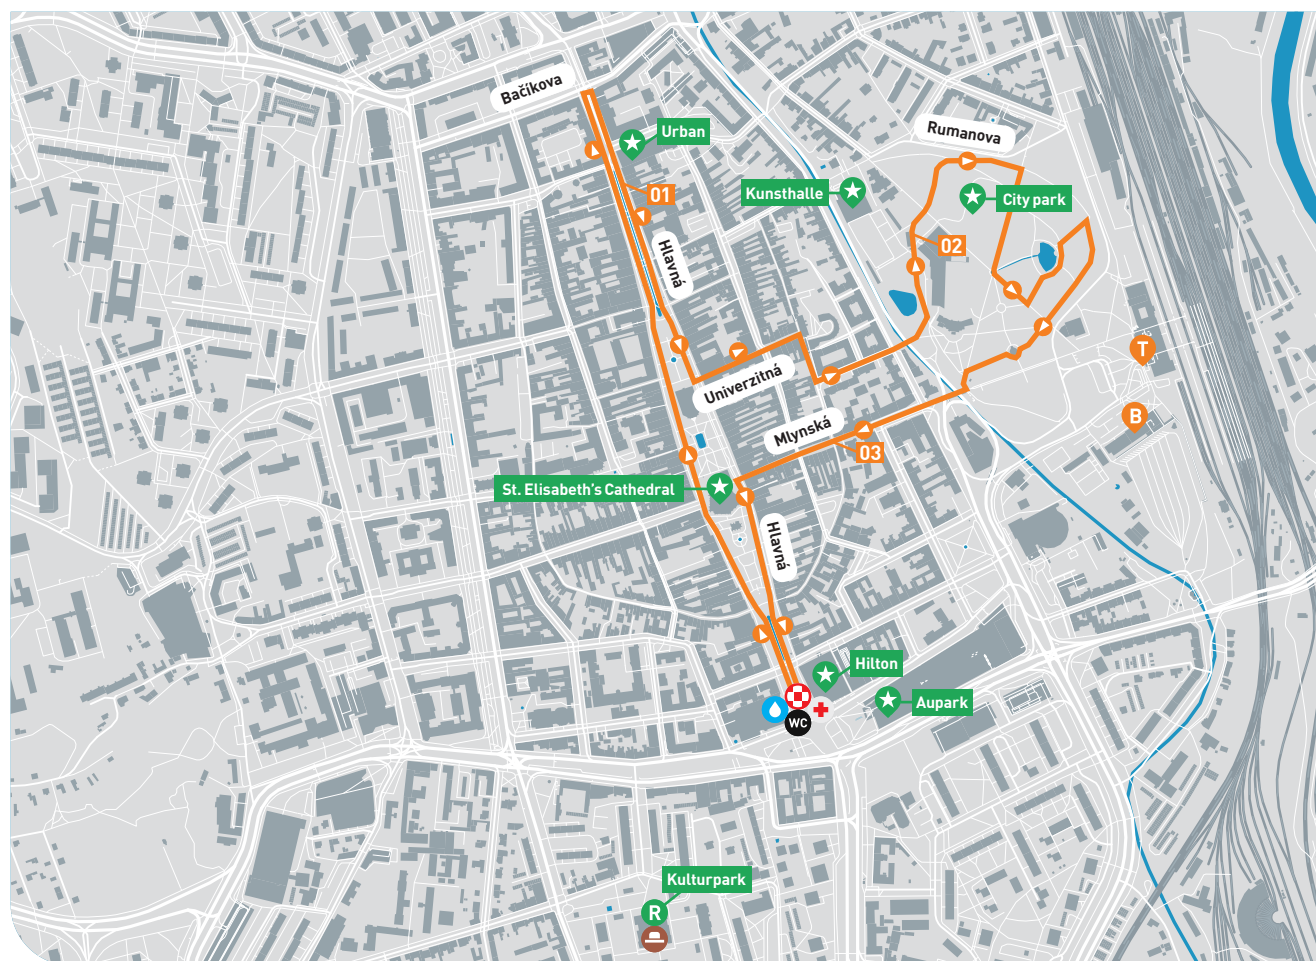 Bačíkova
Urban
Rumanova
01
Kunsthalle
City park
Hlavná
02
T
Univerzitná
B
Mlynská
03
St. Elisabeth's Cathedral
Hlavná
Hilton
Aupark
WC
Kulturpark
R